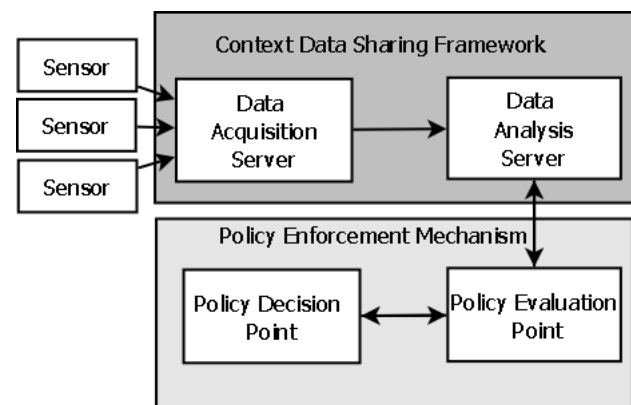 Context Data Sharing Framework
Sensor
Sensor
Sensor
Data
Acquisition
Server
Data
Analysis
Server
Policy Enforcement Mechanism
Policy Decision
Point
Policy Evaluation
Point